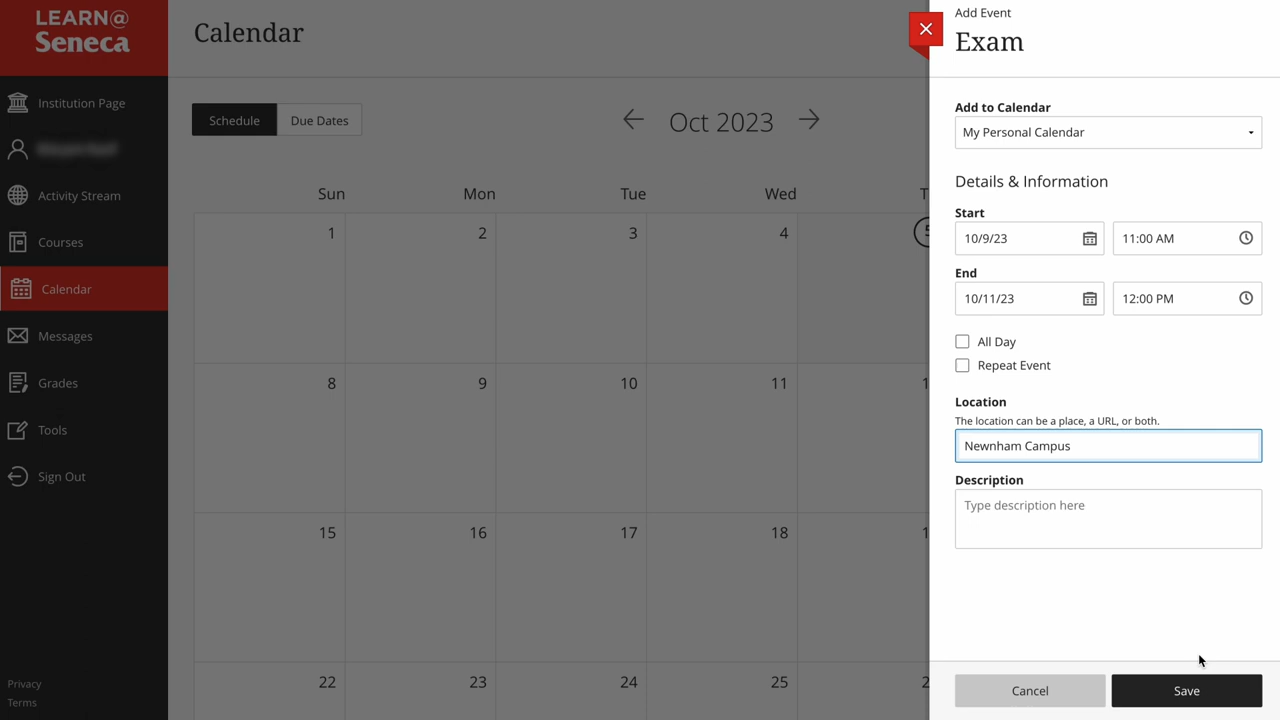 LEARN@
Seneca
Institution Page
Activity Stream
Courses
Calendar
Messages
Grades
Tools
Sign Out
Privacy
Terms
Calendar
Schedule
Due Dates
Oct 2023
Sun Mon Tue Wed
1 2 3 4 5
8 9 10 11
15 16 17 18
22 23 24 25
Add Event
Exam
Add to Calendar
My Personal Calendar
Details & Information
Start
10/9/23 11:00 AM
End
10/11/23 12:00 PM
All Day
Repeat Event
Location
The location can be a place, a URL, or both.
Newnham Campus
Description
Type description here
Cancel Save